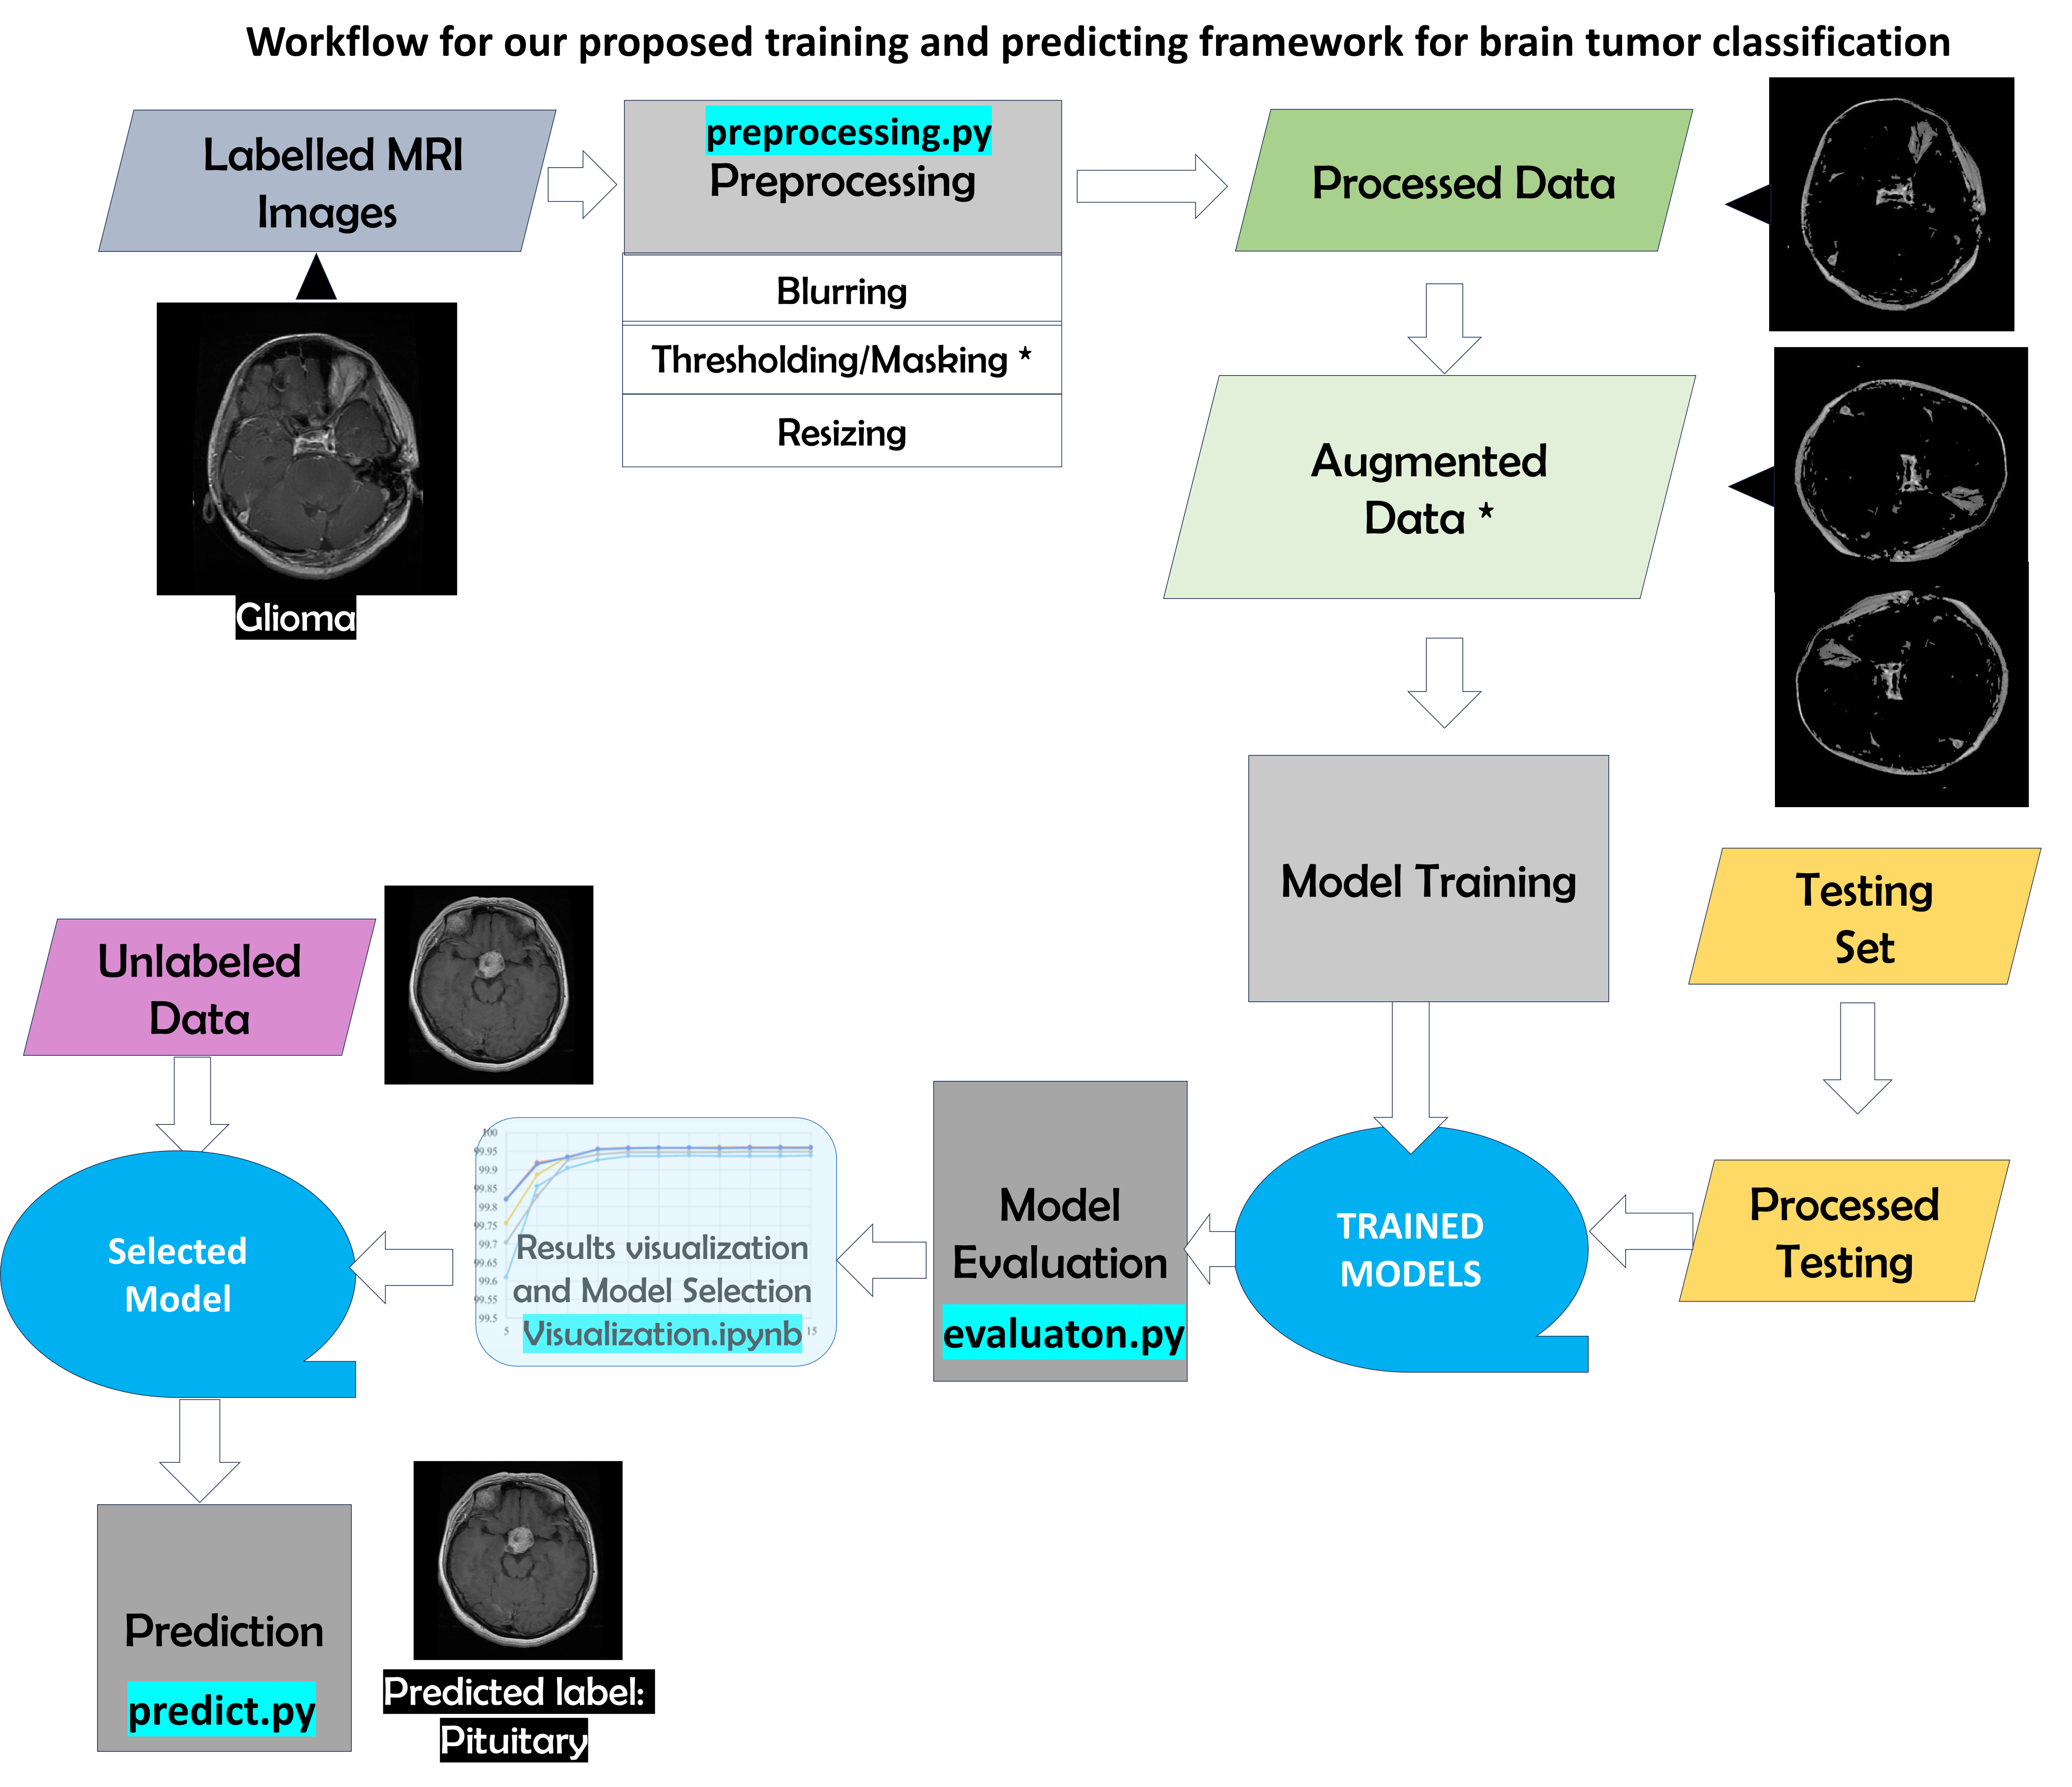 Workflow for our proposed training and predicting framework for brain tumor classification
Labelled MRI
Images
Glioma
preprocessing.py
Preprocessing
Blurring
Thresholding/Masking *
Resizing
Processed Data
Augmented
Data *
Model Training
Testing
Set
Processed
Testing
TRAINED
MODELS
Model
Evaluation
evaluaton.py
100
99.95
99.9
99.85
99.8
99.75
99.7
99.65
99.6
99.55
99.5
5
15
Results visualization
and Model Selection
Visualization.ipynb
Unlabeled
Data
Selected
Model
Prediction
predict.py
Predicted label:
Pituitary